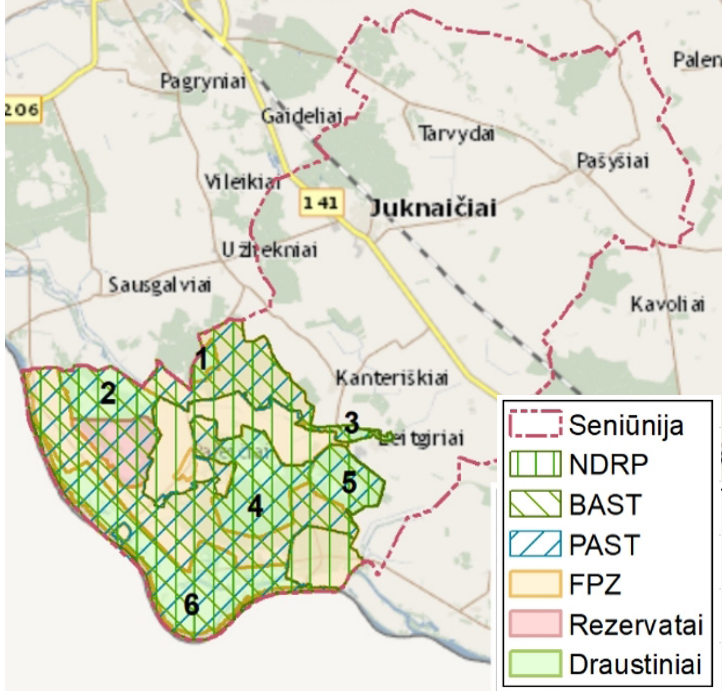 Pagryniai
Palen
206
Gaideliai
Tarvydai
Pašyšiai
Vileikiai
141
Juknaičiai
Užliekniai
Sausgalviai
Kavoliai
1
Kanteriškiai
2
3
Leitgiriai
5
4
6
Seniūnija
NDRP
BAST
PAST
FPZ
Rezervatai
Draustiniai